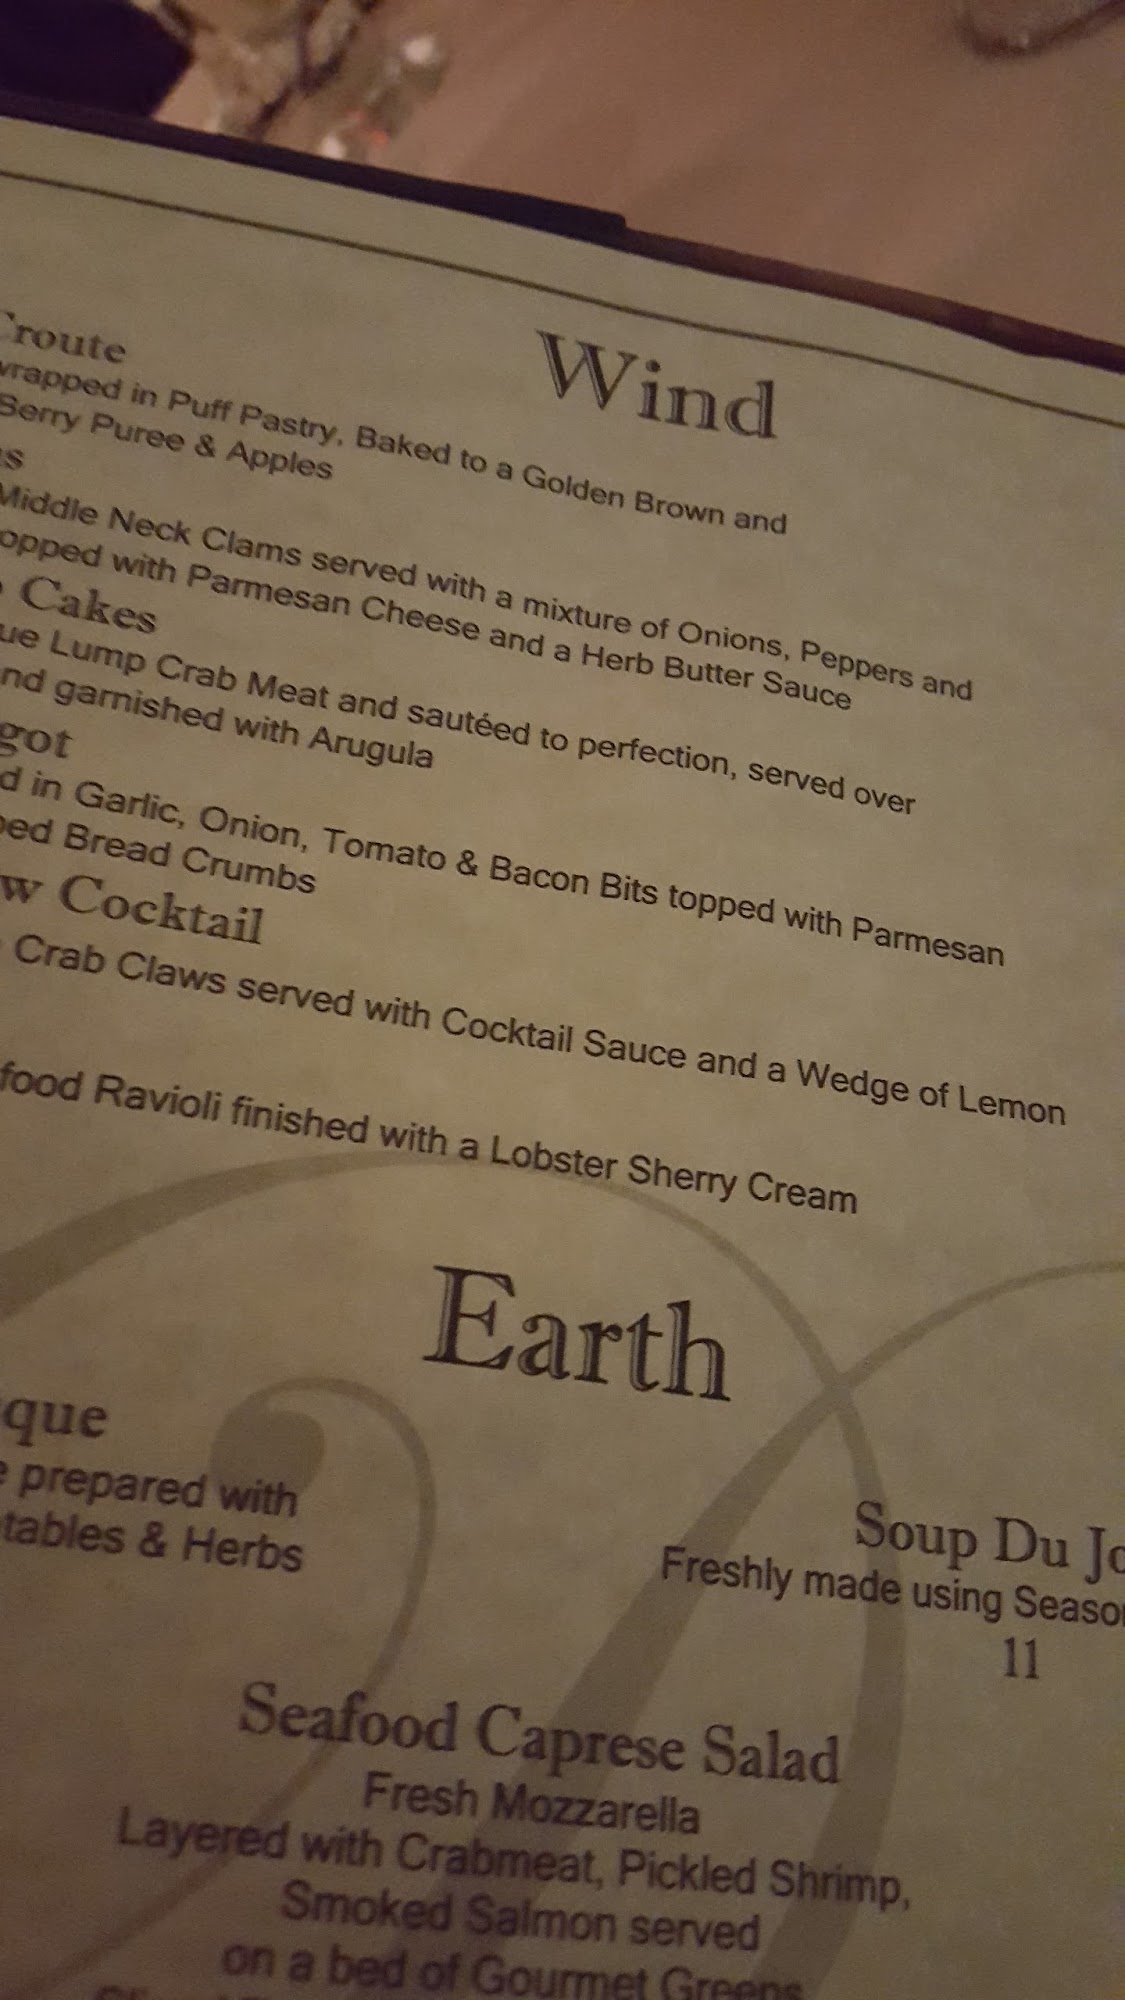 Wind
Croute
wrapped in Puff Pastry, Baked to a Golden Brown and
Berry Puree & Apples
Middle Neck Clams served with a mixture of Onions, Peppers and
opped with Parmesan Cheese and a Herb Butter Sauce
Cakes
ue Lump Crab Meat and sautéed to perfection, served over
nd garnished with Arugula
got
d in Garlic, Onion, Tomato & Bacon Bits topped with Parmesan
ped Bread Crumbs
w Cocktail
Crab Claws served with Cocktail Sauce and a Wedge of Lemon
food Ravioli finished with a Lobster Sherry Cream
Earth
que
e prepared with
tables & Herbs
Soup Du Jo
Freshly made using Seaso
11
Seafood Caprese Salad
Fresh Mozzarella
Layered with Crabmeat, Pickled Shrimp,
Smoked Salmon served
on a bed of Gourmet Greens